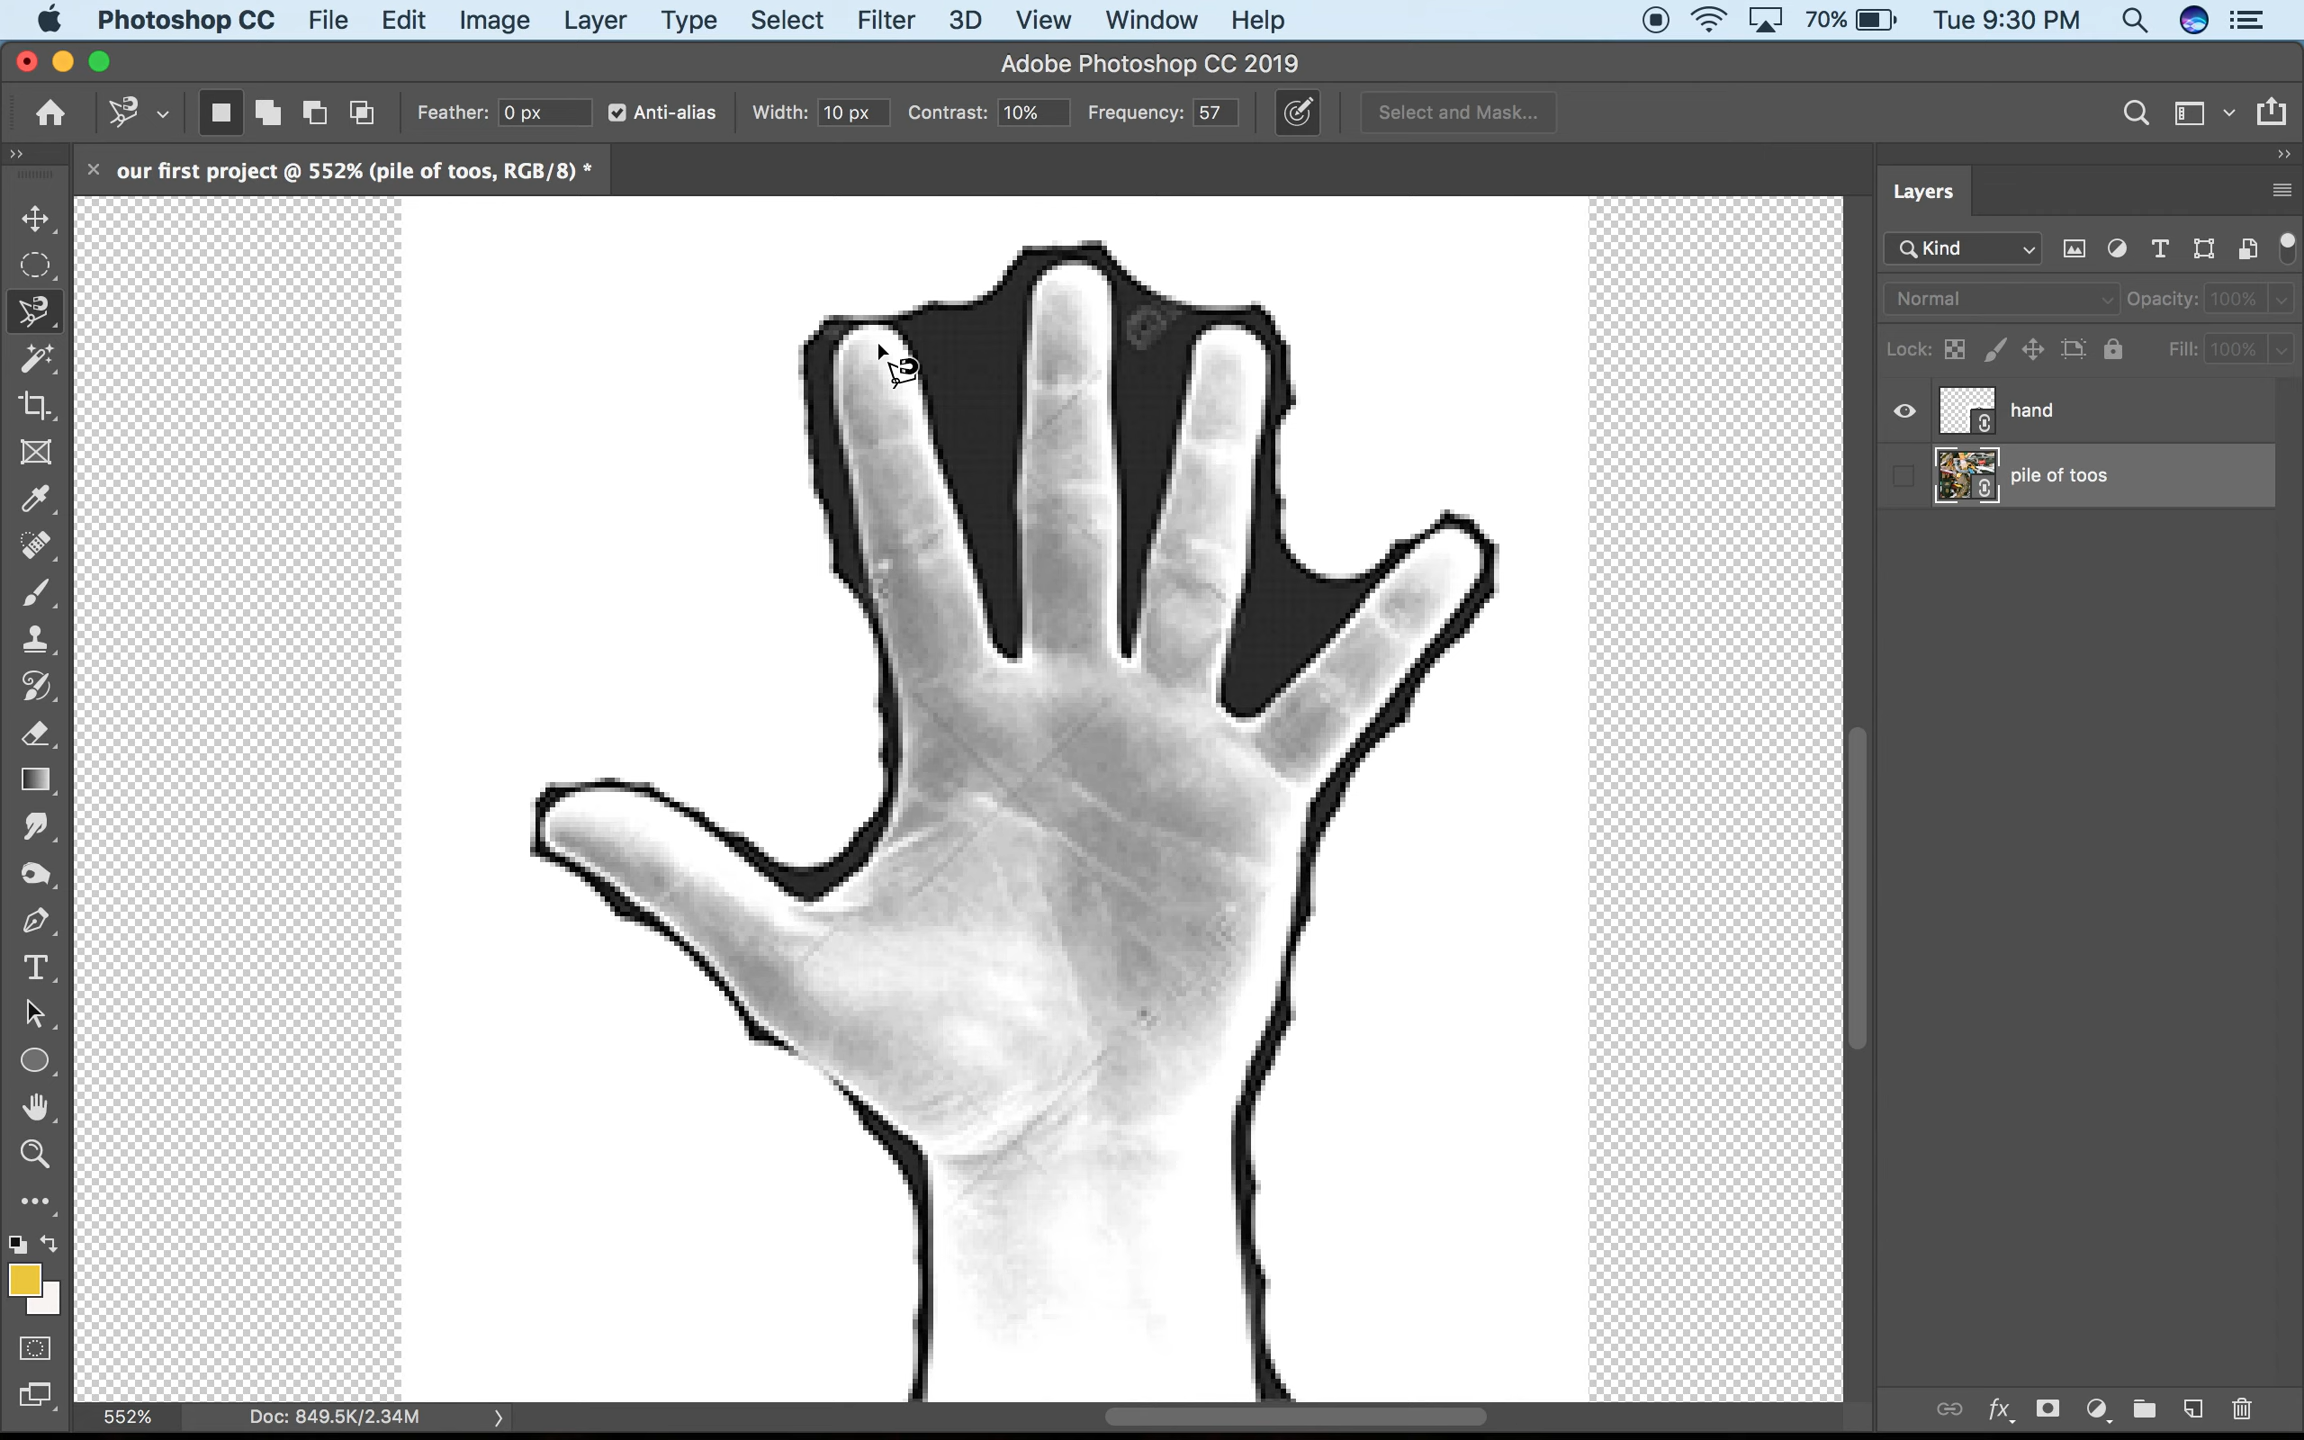 Photoshop CC File Edit Image Layer Type Select Filter 3D View Window Help 70% Tue 9:30 PM
Adobe Photoshop CC 2019
Feather: 0 px Anti-alias Width: 10 px Contrast: 10% Frequency: 57 Select and Mask...
our first project @ 552% (pile of toos, RGB/8) *
Layers
Kind
Normal Opacity: 100%
Lock: Fill: 100%
hand
pile of toos
552% Doc: 849.5K/2.34M